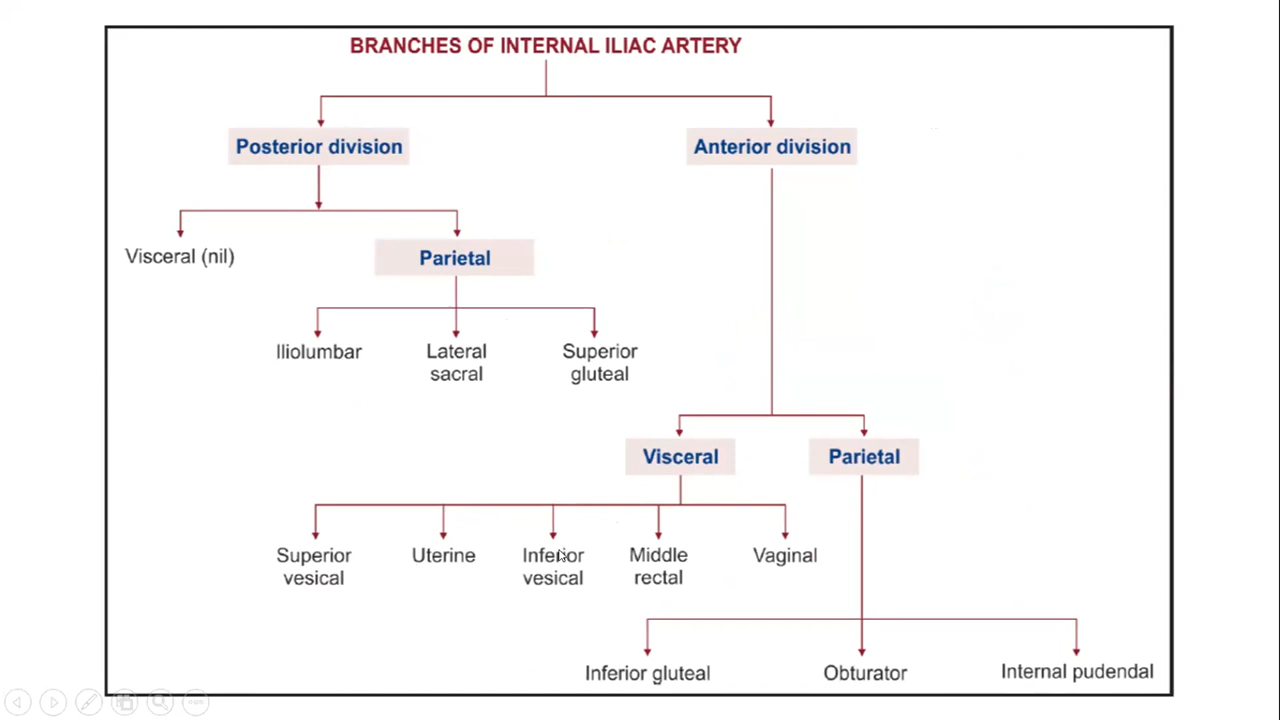 BRANCHES OF INTERNAL ILIAC ARTERY
Posterior division
Anterior division
Visceral (nil)
Parietal
Iliolumbar
Lateral
sacral
Superior
gluteal
Visceral
Parietal
Superior
vesical
Uterine
Inferior
vesical
Middle
rectal
Vaginal
Inferior gluteal
Obturator
Internal pudendal